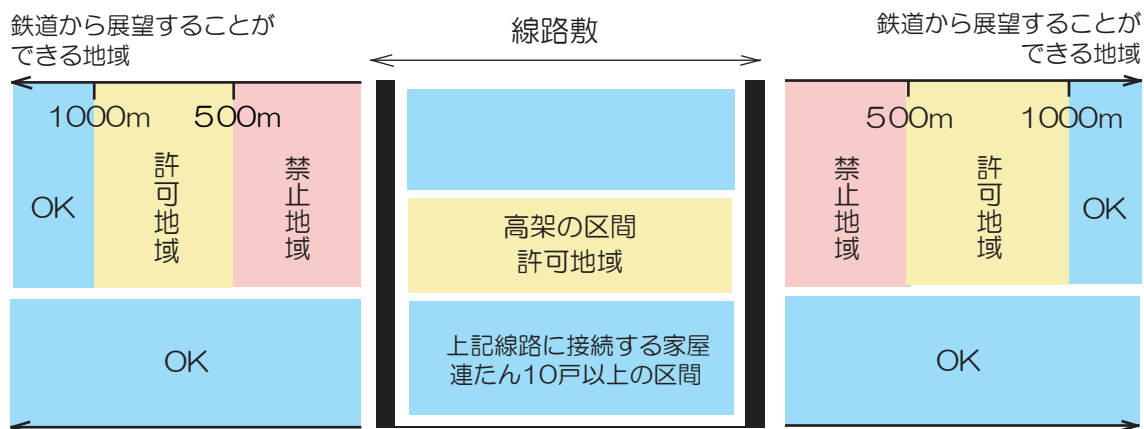 鉄道から展望することが
できる地域
線路敷
鉄道から展望することが
できる地域
1000m
500m
500m
1000m
OK
許可地域
禁止地域
高架の区間
許可地域
禁止地域
許可地域
OK
OK
上記線路に接続する家屋
連たん10戸以上の区間
OK